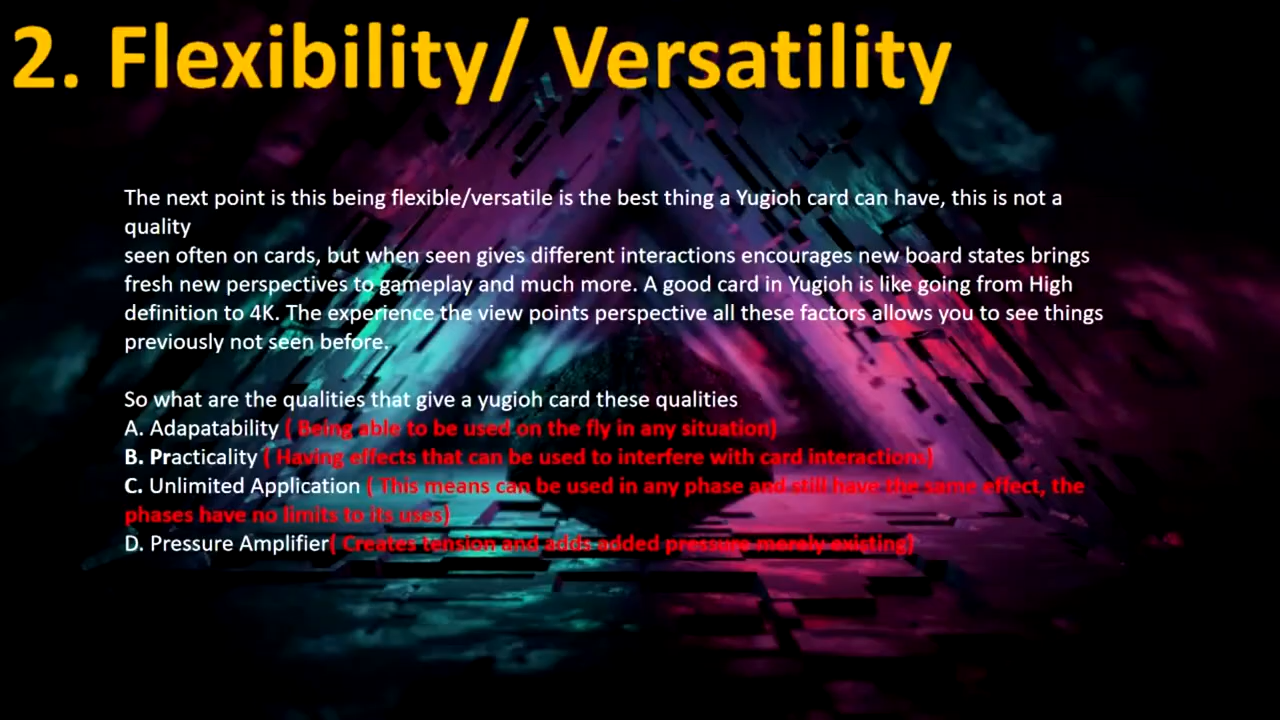 2. Flexibility/ Versatility
The next point is this being flexible/versatile is the best thing a Yugioh card can have, this is not a
quality
seen often on cards, but when seen gives different interactions encourages new board states brings
fresh new perspectives to gameplay and much more. A good card in Yugioh is like going from High
definition to 4K. The experience the view points perspective all these factors allows you to see things
previously not seen before.
So what are the qualities that give a yugioh card these qualities
A. Adapatability ( Being able to be used on the fly in any situation)
B. Practicality ( Having effects that can be used to interfere with card interactions)
C. Unlimited Application ( This means can be used in any phase and still have the same effect, the
phases have no limits to its uses)
D. Pressure Amplifier( Creates tension and adds added pressure merely existing)